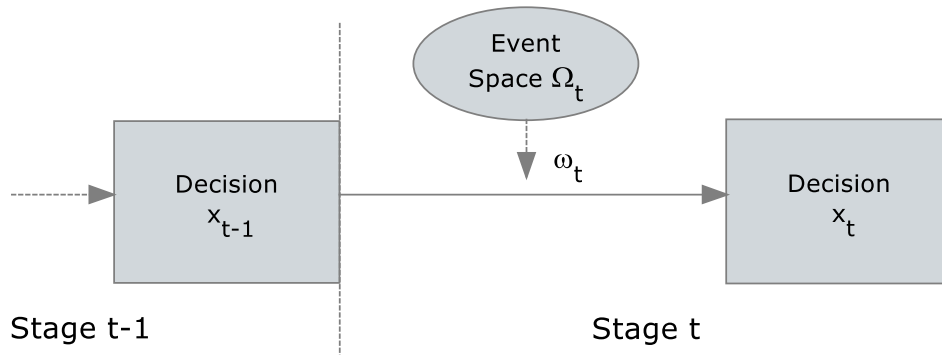 Event
Space Ωt
ωt
Decision
xt-1
Decision
xt
Stage t-1
Stage t